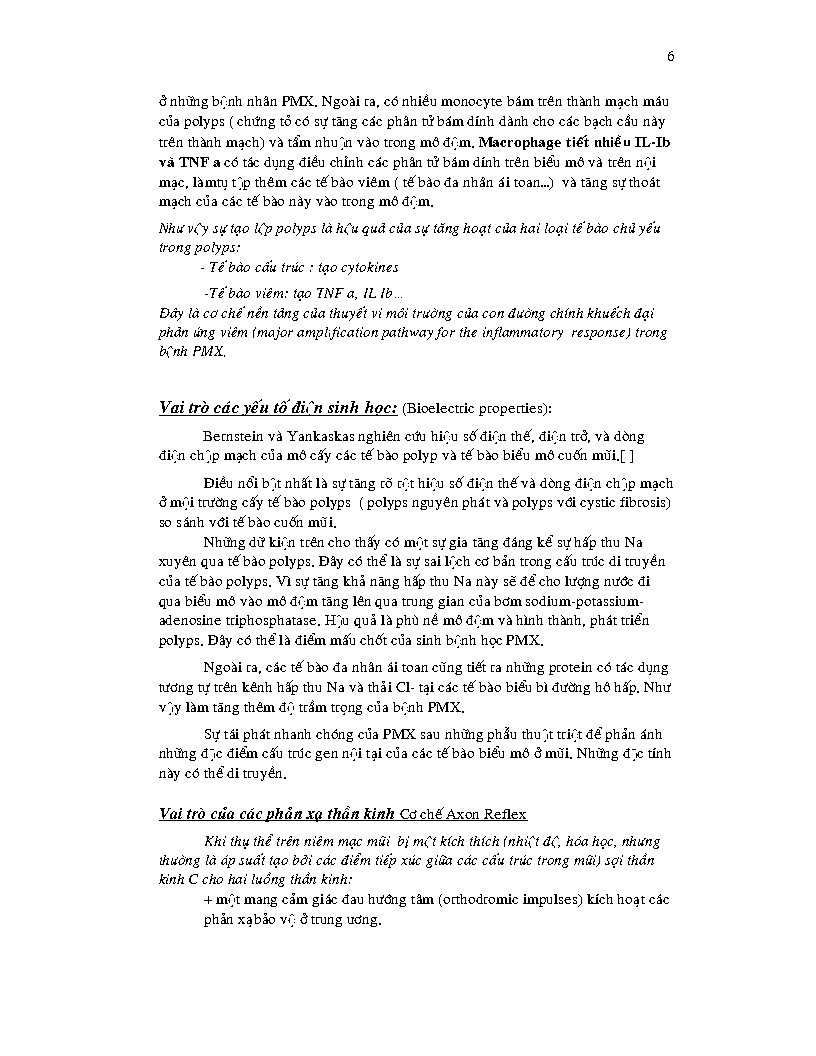 6
ở những bệnh nhân PMX. Ngoài ra, có nhiều monocyte bám trên thành mạch máu
của polyps ( chứng tỏ có sự tăng các phân tử bám dính dành cho các bạch cầu này
trên thành mạch) và tẩm nhuận vào trong mô đệm. Macrophage tiết nhiều IL-Ib
và TNF a có tác dụng điều chỉnh các phân tử bám dính trên biểu mô và trên nội
mạc, làmtụ tập thêm các tế bào viêm ( tế bào đa nhân ái toan...) và tăng sự thoát
mạch của các tế bào này vào trong mô đệm.
Như vậy sự tạo lập polyps là hậu quả của sự tăng hoạt của hai loại tế bào chủ yếu
trong polyps:
- Tế bào cấu trúc : tạo cytokines
-Tế bào viêm: tạo TNF a, IL Ib...
Đây là cơ chế nền tảng của thuyết vi môi trường của con đường chính khuếch đại
phản ứng viêm (major amplification pathway for the inflammatory response) trong
bệnh PMX.
Vai trò các yếu tố điện sinh học: (Bioelectric properties):
Bernstein và Yankaskas nghiên cứu hiệu số điện thế, điện trở, và dòng
điện chập mạch của mô cấy các tế bào polyp và tế bào biểu mô cuốn mũi.[ ]
Điều nổi bật nhất là sự tăng rõ rệt hiệu số điện thế và dòng điện chập mạch
ở môi trường cấy tế bào polyps ( polyps nguyên phát và polyps với cystic fibrosis)
so sánh với tế bào cuốn mũi.
Những dữ kiện trên cho thấy có một sự gia tăng đáng kể sự hấp thu Na
xuyên qua tế bào polyps. Đây có thể là sự sai lệch cơ bản trong cấu trúc di truyền
của tế bào polyps. Vì sự tăng khả năng hấp thu Na này sẽ để cho lượng nước đi
qua biểu mô vào mô đệm tăng lên qua trung gian của bơm sodium-potassium-
adenosine triphosphatase. Hậu quả là phù nề mô đệm và hình thành, phát triển
polyps. Đây có thể là điểm mấu chốt của sinh bệnh học PMX.
Ngoài ra, các tế bào đa nhân ái toan cũng tiết ra những protein có tác dụng
tương tự trên kênh hấp thu Na và thải Cl- tại các tế bào biểu bì đường hô hấp. Như
vậy làm tăng thêm độ trầm trọng của bệnh PMX.
Sự tái phát nhanh chóng của PMX sau những phẫu thuật triệt để phản ánh
những đặc điểm cấu trúc gen nội tại của các tế bào biểu mô ở mũi. Những đặc tính
này có thể di truyền.
Vai trò của các phản xạ thần kinh Cơ chế Axon Reflex
Khi thụ thể trên niêm mạc mũi bị một kích thích (nhiệt độ, hóa học, nhưng
thường là áp suất tạo bởi các điểm tiếp xúc giữa các cấu trúc trong mũi) sợi thần
kinh C cho hai luồng thần kinh:
+ một mang cảm giác đau hướng tâm (orthodromic impulses) kích hoạt các
phản xạbảo vệ ở trung ương.